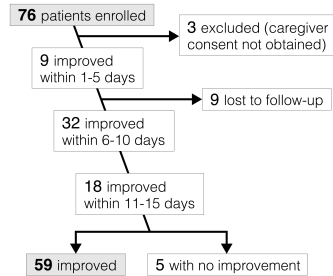 76 patients enrolled
3 excluded (caregiver
consent not obtained)
9 improved
within 1-5 days
9 lost to follow-up
32 improved
within 6-10 days
18 improved
within 11-15 days
59 improved
5 with no improvement